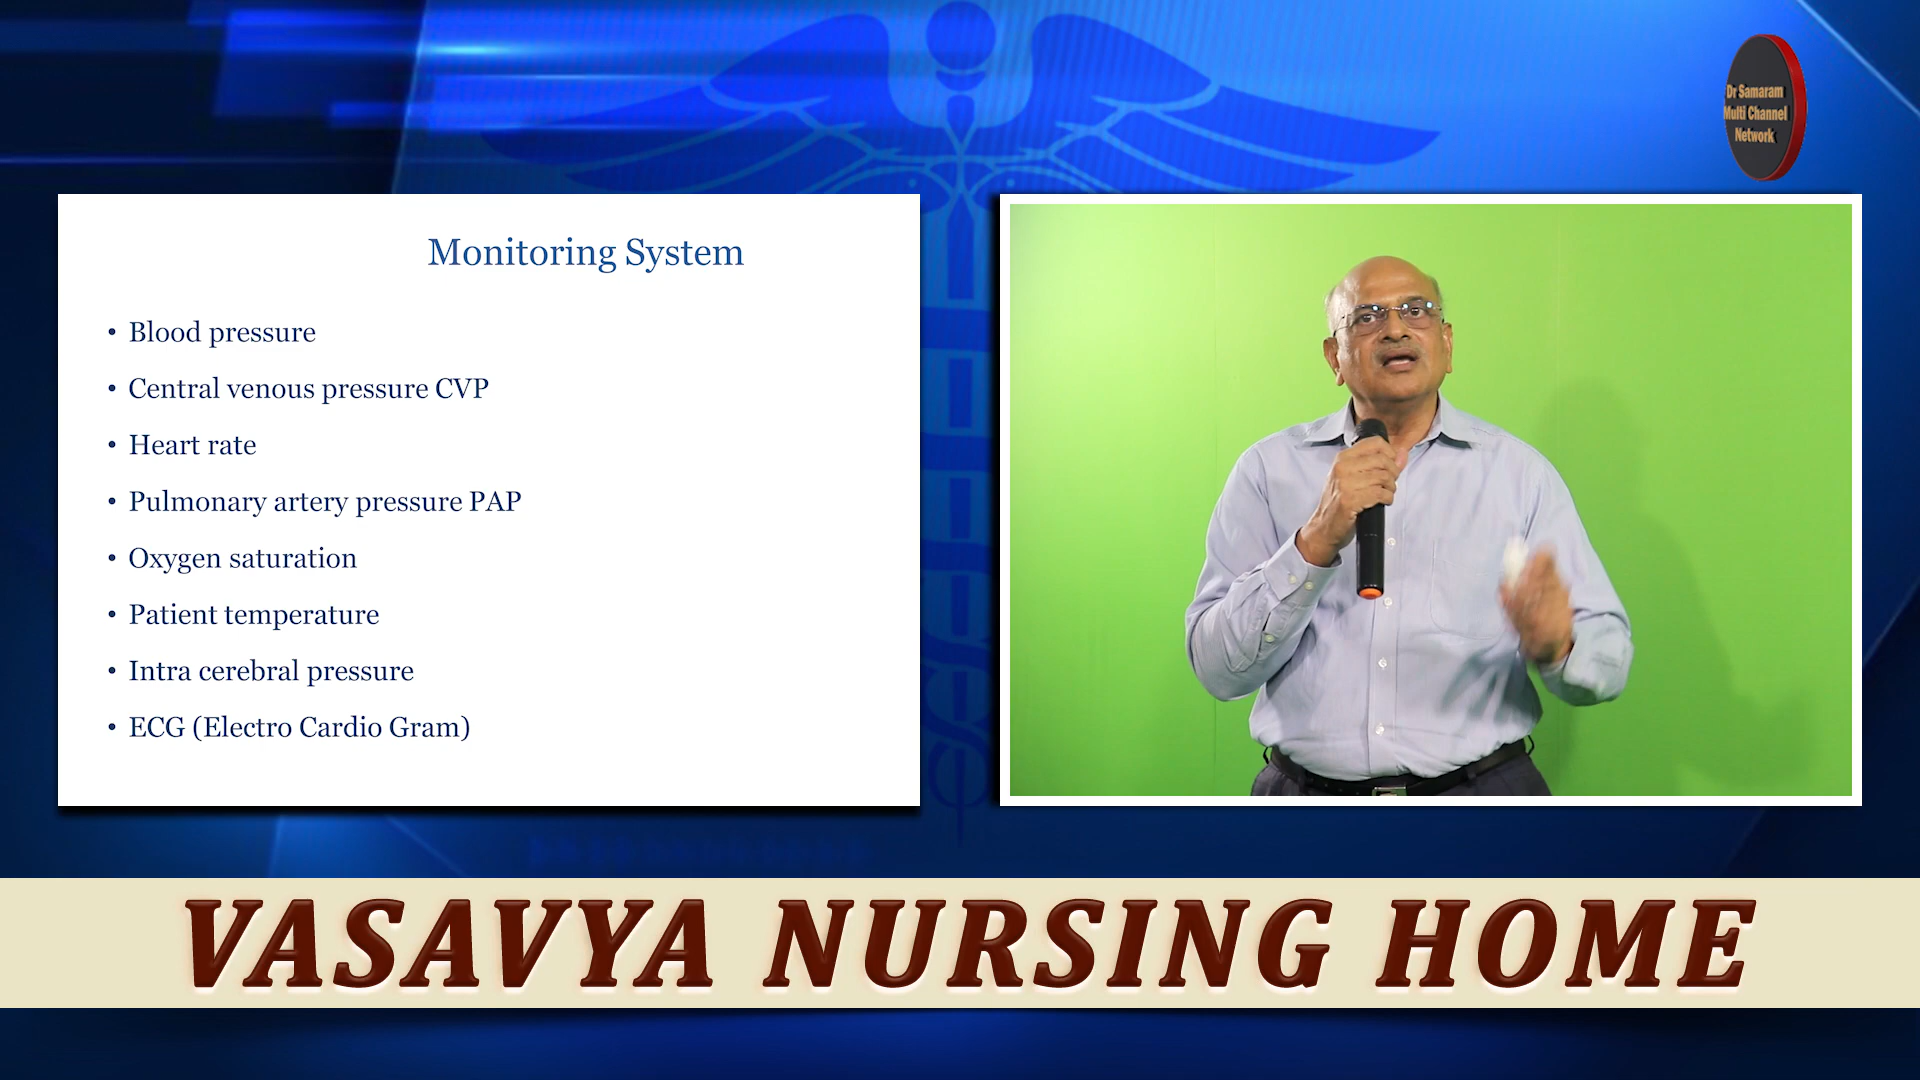 Dr Samaram
Multi Channel
Network
Monitoring System
• Blood pressure
• Central venous pressure CVP
• Heart rate
• Pulmonary artery pressure PAP
• Oxygen saturation
• Patient temperature
• Intra cerebral pressure
• ECG (Electro Cardio Gram)
VASAVYA NURSING HOME